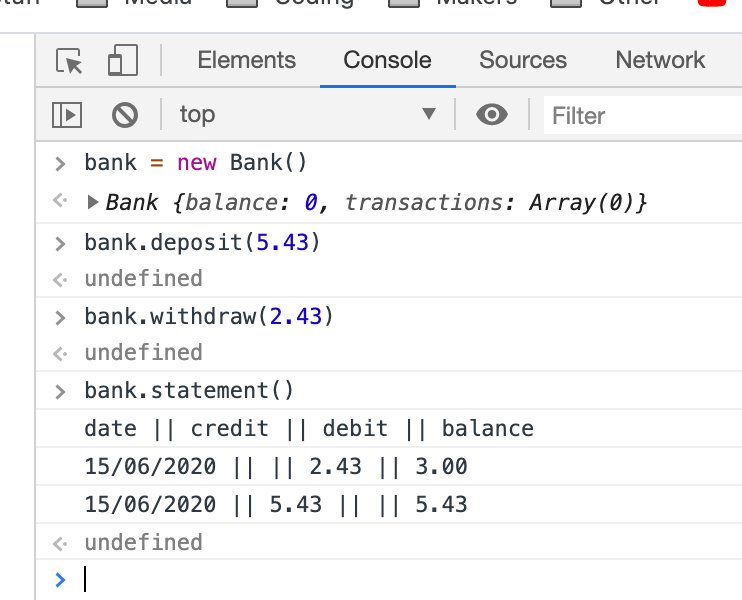 Media Coding Makers Other
Elements Console Sources Network
top Filter
> bank = new Bank()
Bank {balance: 0, transactions: Array(0)}
> bank.deposit(5.43)
undefined
> bank.withdraw(2.43)
undefined
> bank.statement()
date || credit || debit || balance
15/06/2020 || || 2.43 || 3.00
15/06/2020 || 5.43 || || 5.43
undefined
>